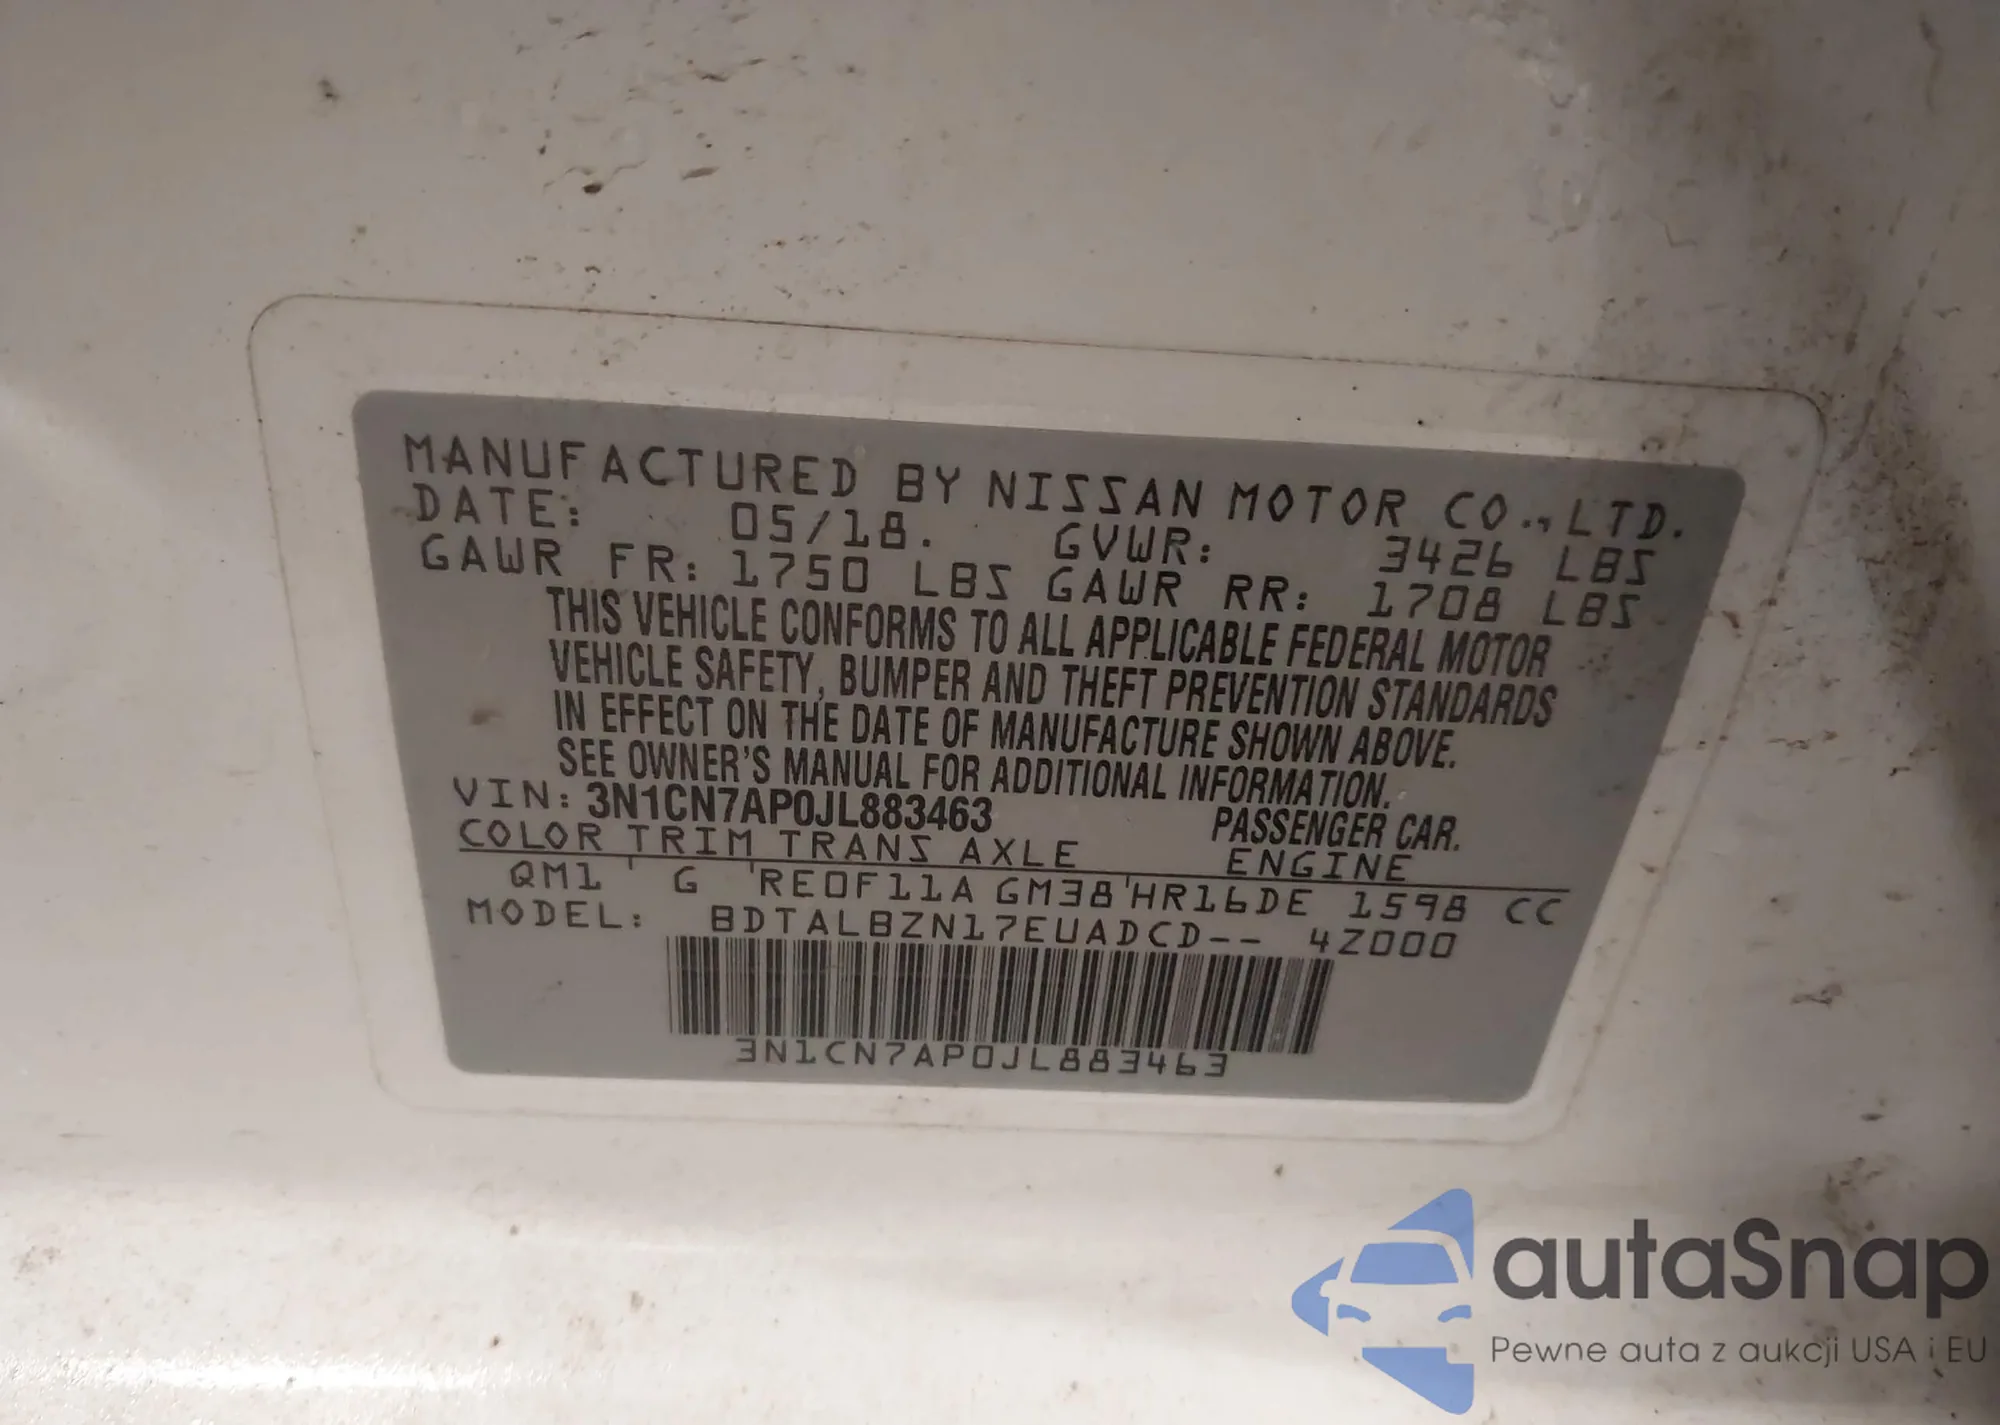 MANUFACTURED BY NISSAN MOTOR CO., LTD.
DATE: 05/18. GVWR: 3426 LBS
GAWR FR: 1750 LBS GAWR RR: 1708 LBS
THIS VEHICLE CONFORMS TO ALL APPLICABLE FEDERAL MOTOR
VEHICLE SAFETY, BUMPER AND THEFT PREVENTION STANDARDS
IN EFFECT ON THE DATE OF MANUFACTURE SHOWN ABOVE.
SEE OWNER'S MANUAL FOR ADDITIONAL INFORMATION.
VIN: 3N1CN7AP0JL883463 PASSENGER CAR.
COLOR TRIM TRANS AXLE ENGINE
QM1 ' G 'RE0F11A GM38'HR16DE 1598 CC
MODEL: BDTALBZN17EUADCD-- 4Z000
3N1CN7AP0JL883463
autaSnap
Pewne auta z aukcji USA i EU